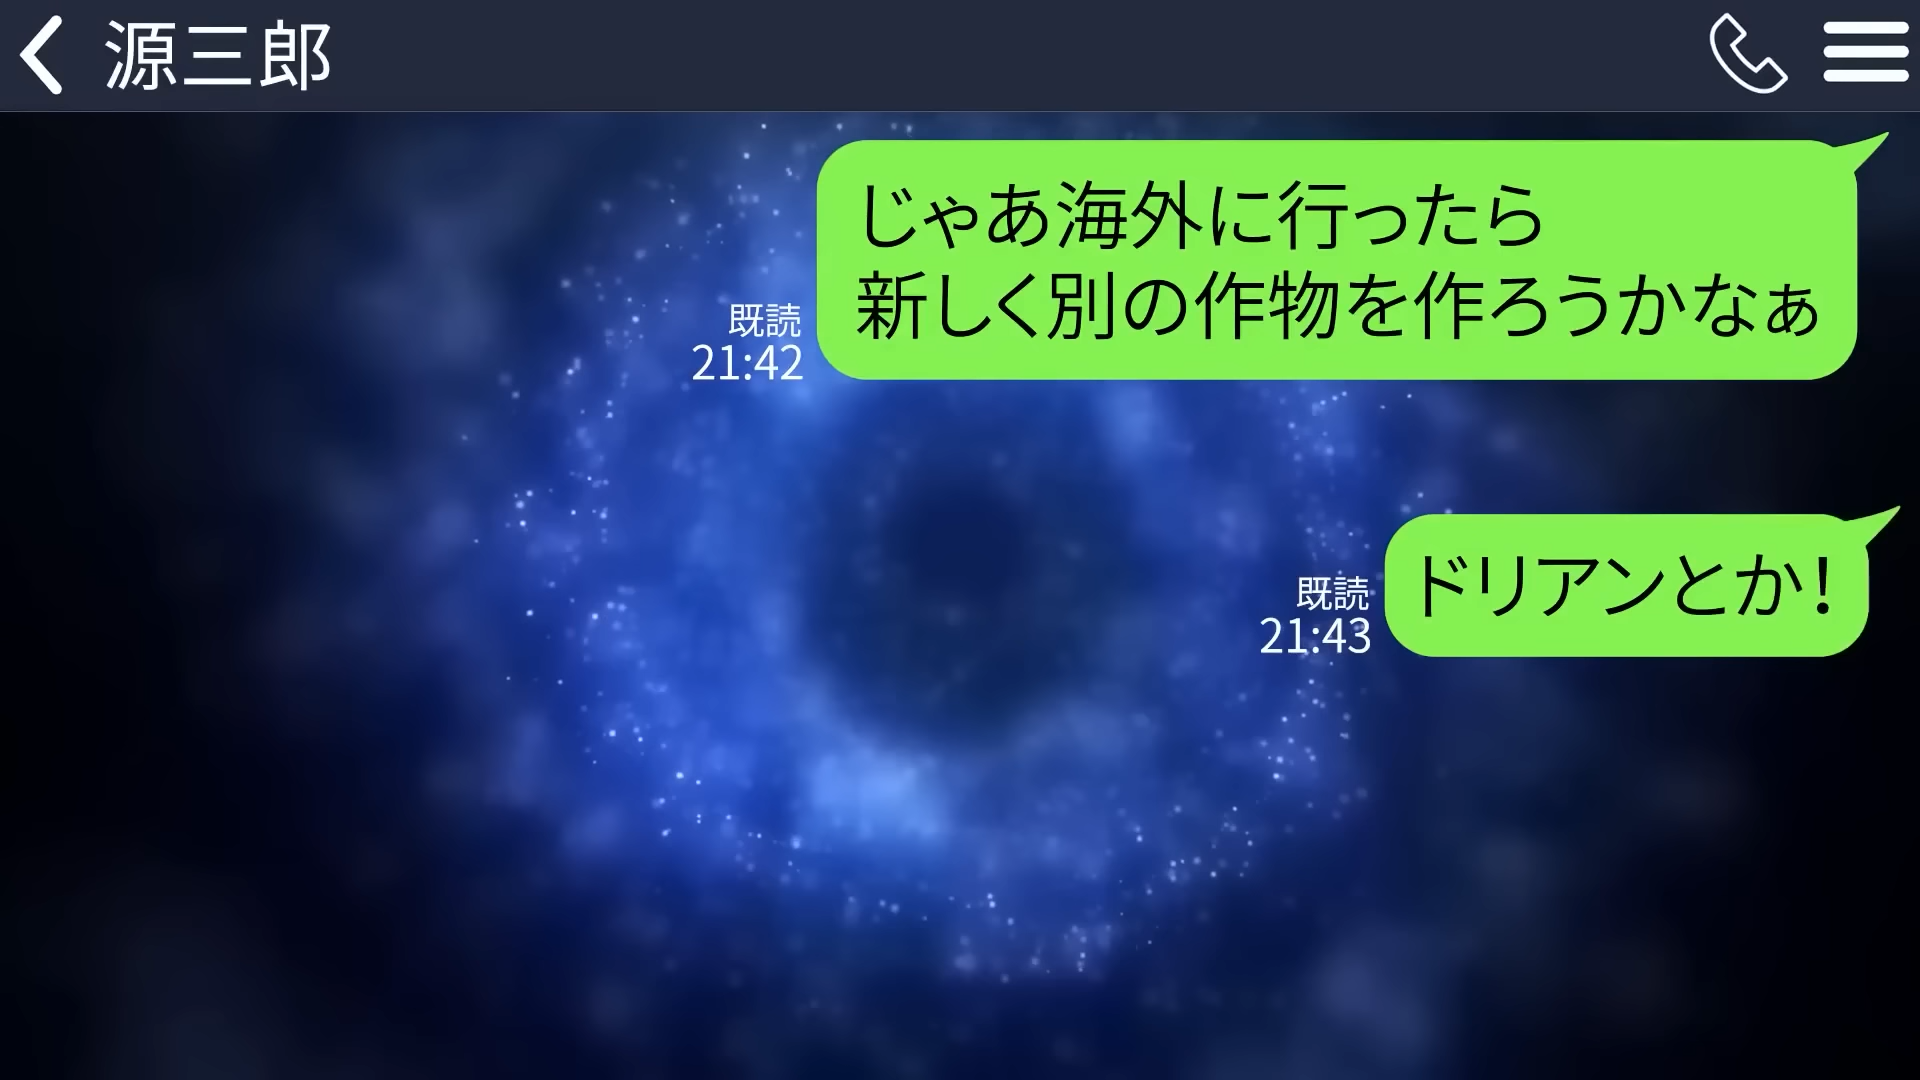 源三郎
じゃあ海外に行ったら
新しく別の作物を作ろうかなぁ
既読
21:42
ドリアンとか！
既読
21:43